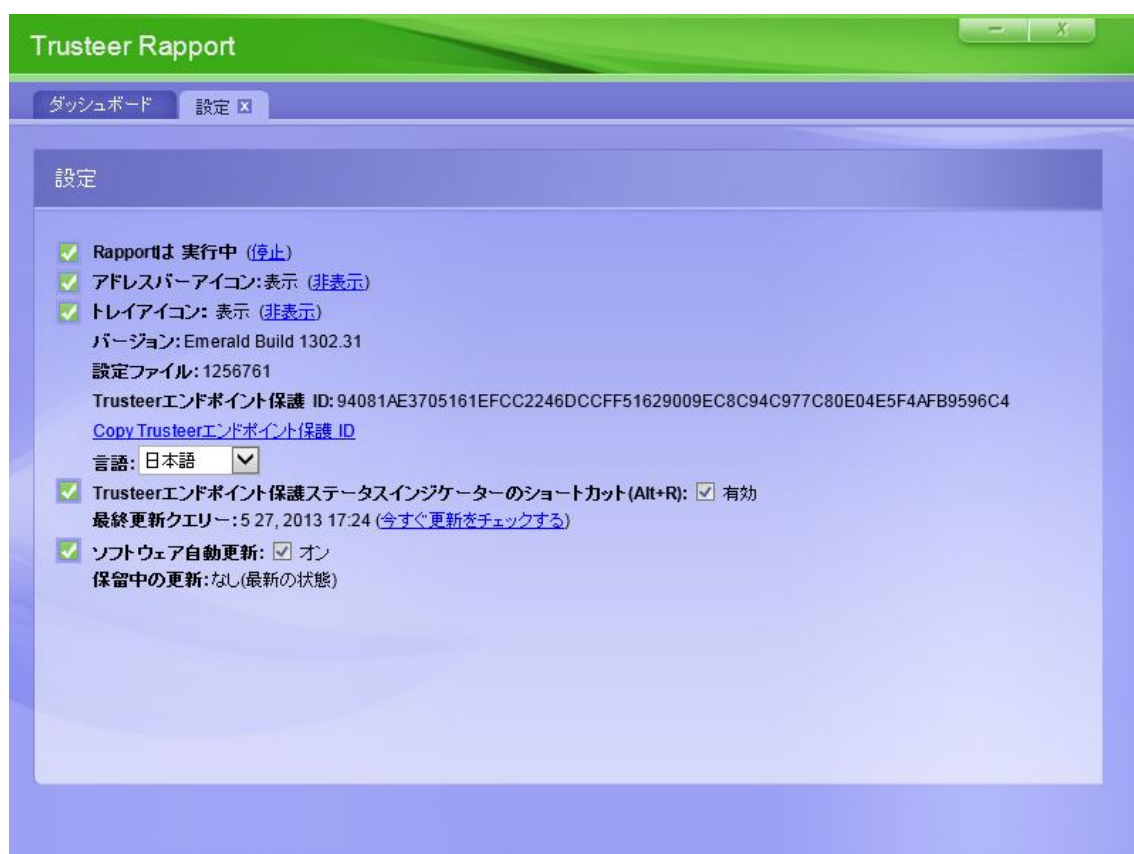 Trusteer Rapport
ダッシュボード 設定
設定
Rapportは 実行中 (停止)
アドレスバーアイコン:表示 (非表示)
トレイアイコン: 表示 (非表示)
バージョン: Emerald Build 1302.31
設定ファイル: 1256761
Trusteerエンドポイント保護 ID: 94081AE3705161EFCC2246DCCFF51629009EC8C94C977C80E04E5F4AFB9596C4
Copy Trusteerエンドポイント保護 ID
言語: 日本語
Trusteerエンドポイント保護ステータスインジケーターのショートカット(Alt+R): 有効
最終更新クエリー: 5 27, 2013 17:24 (今すぐ更新をチェックする)
ソフトウェア自動更新: オン
保留中の更新:なし(最新の状態)